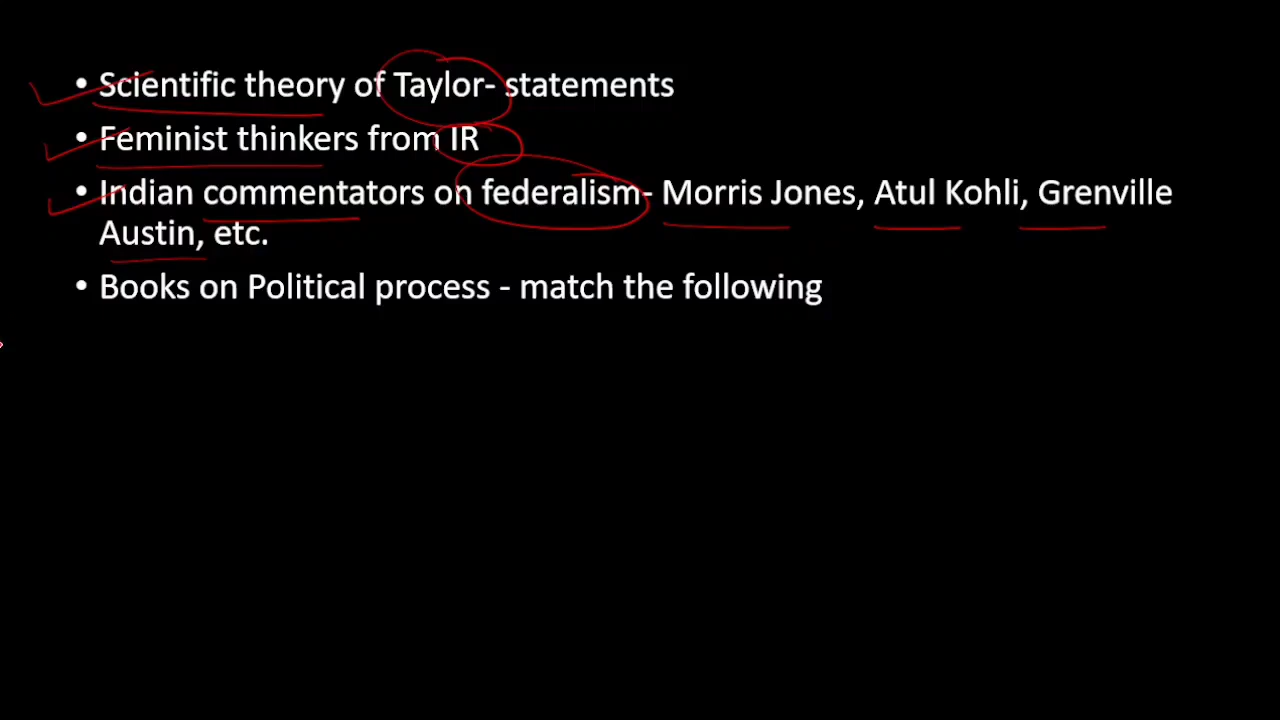 • Scientific theory of Taylor- statements
• Feminist thinkers from IR
• Indian commentators on federalism- Morris Jones, Atul Kohli, Grenville
Austin, etc.
• Books on Political process - match the following